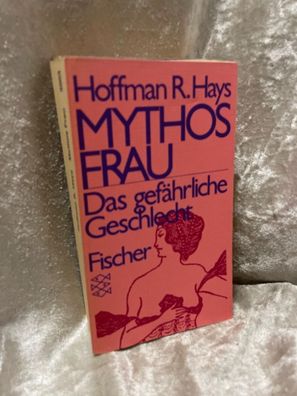 Hoffman R. Hays
MYTHOS
FRAU
Das gefährliche
Geschlecht
Fischer